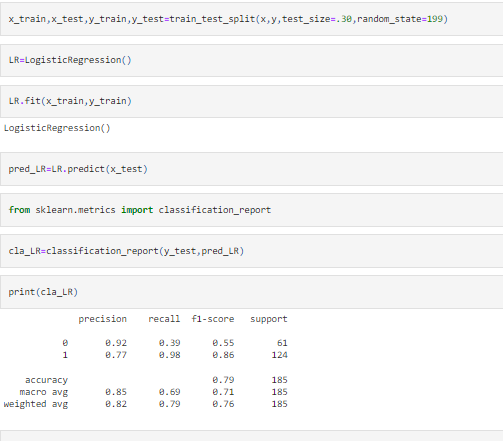 x_train,x_test,y_train,y_test=train_test_split(x,y,test_size=.30,random_state=199)
LR=LogisticRegression()
LR.fit(x_train,y_train)
LogisticRegression()
pred_LR=LR.predict(x_test)
from sklearn.metrics import classification_report
cla_LR=classification_report(y_test,pred_LR)
print(cla_LR)
precision recall f1-score support
0 0.92 0.39 0.55 61
1 0.77 0.98 0.86 124
accuracy 0.79 185
macro avg 0.85 0.69 0.71 185
weighted avg 0.82 0.79 0.76 185